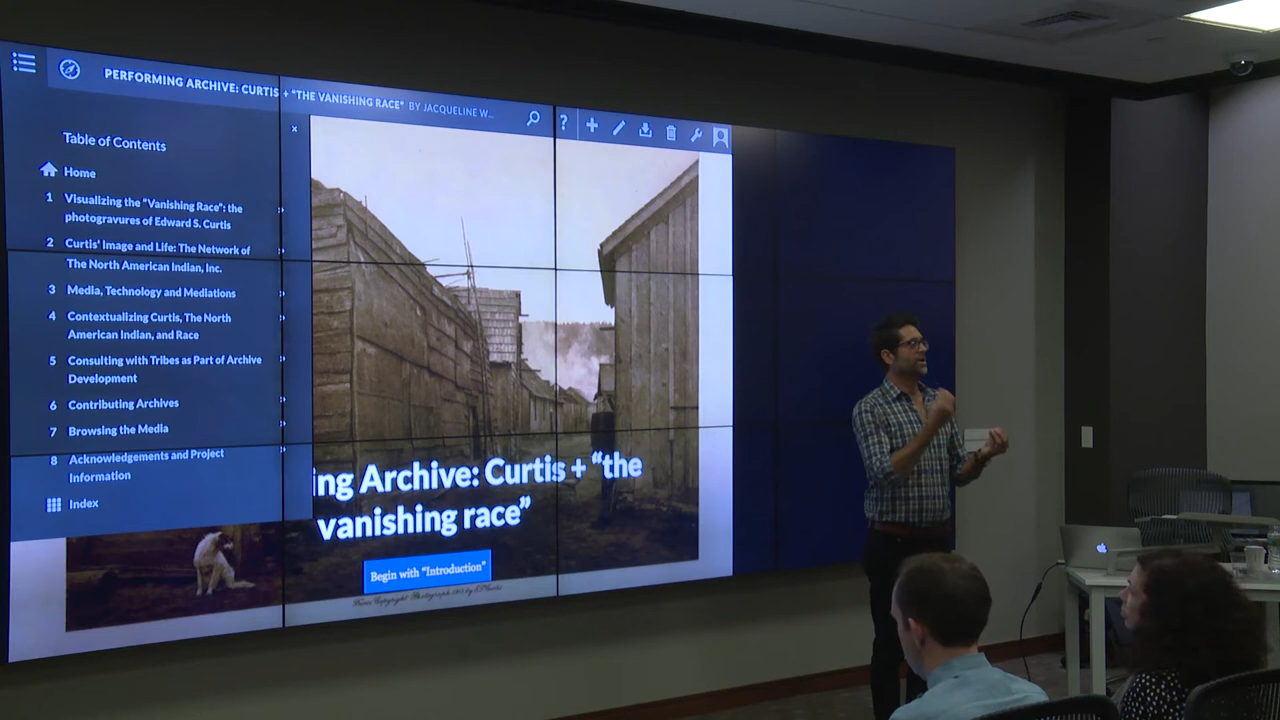 PERFORMING ARCHIVE: CURTIS + "THE VANISHING RACE" BY JACQUELINE W...
?
x
Table of Contents
Home
1 Visualizing the "Vanishing Race": the
photogravures of Edward S. Curtis
2 Curtis' Image and Life: The Network of
The North American Indian, Inc.
3 Media, Technology and Mediations
4 Contextualizing Curtis, The North
American Indian, and Race
5 Consulting with Tribes as Part of Archive
Development
6 Contributing Archives
7 Browsing the Media
8 Acknowledgements and Project
Information
Index
ing Archive: Curtis + "the
vanishing race"
Begin with "Introduction"
From Copyright Photograph